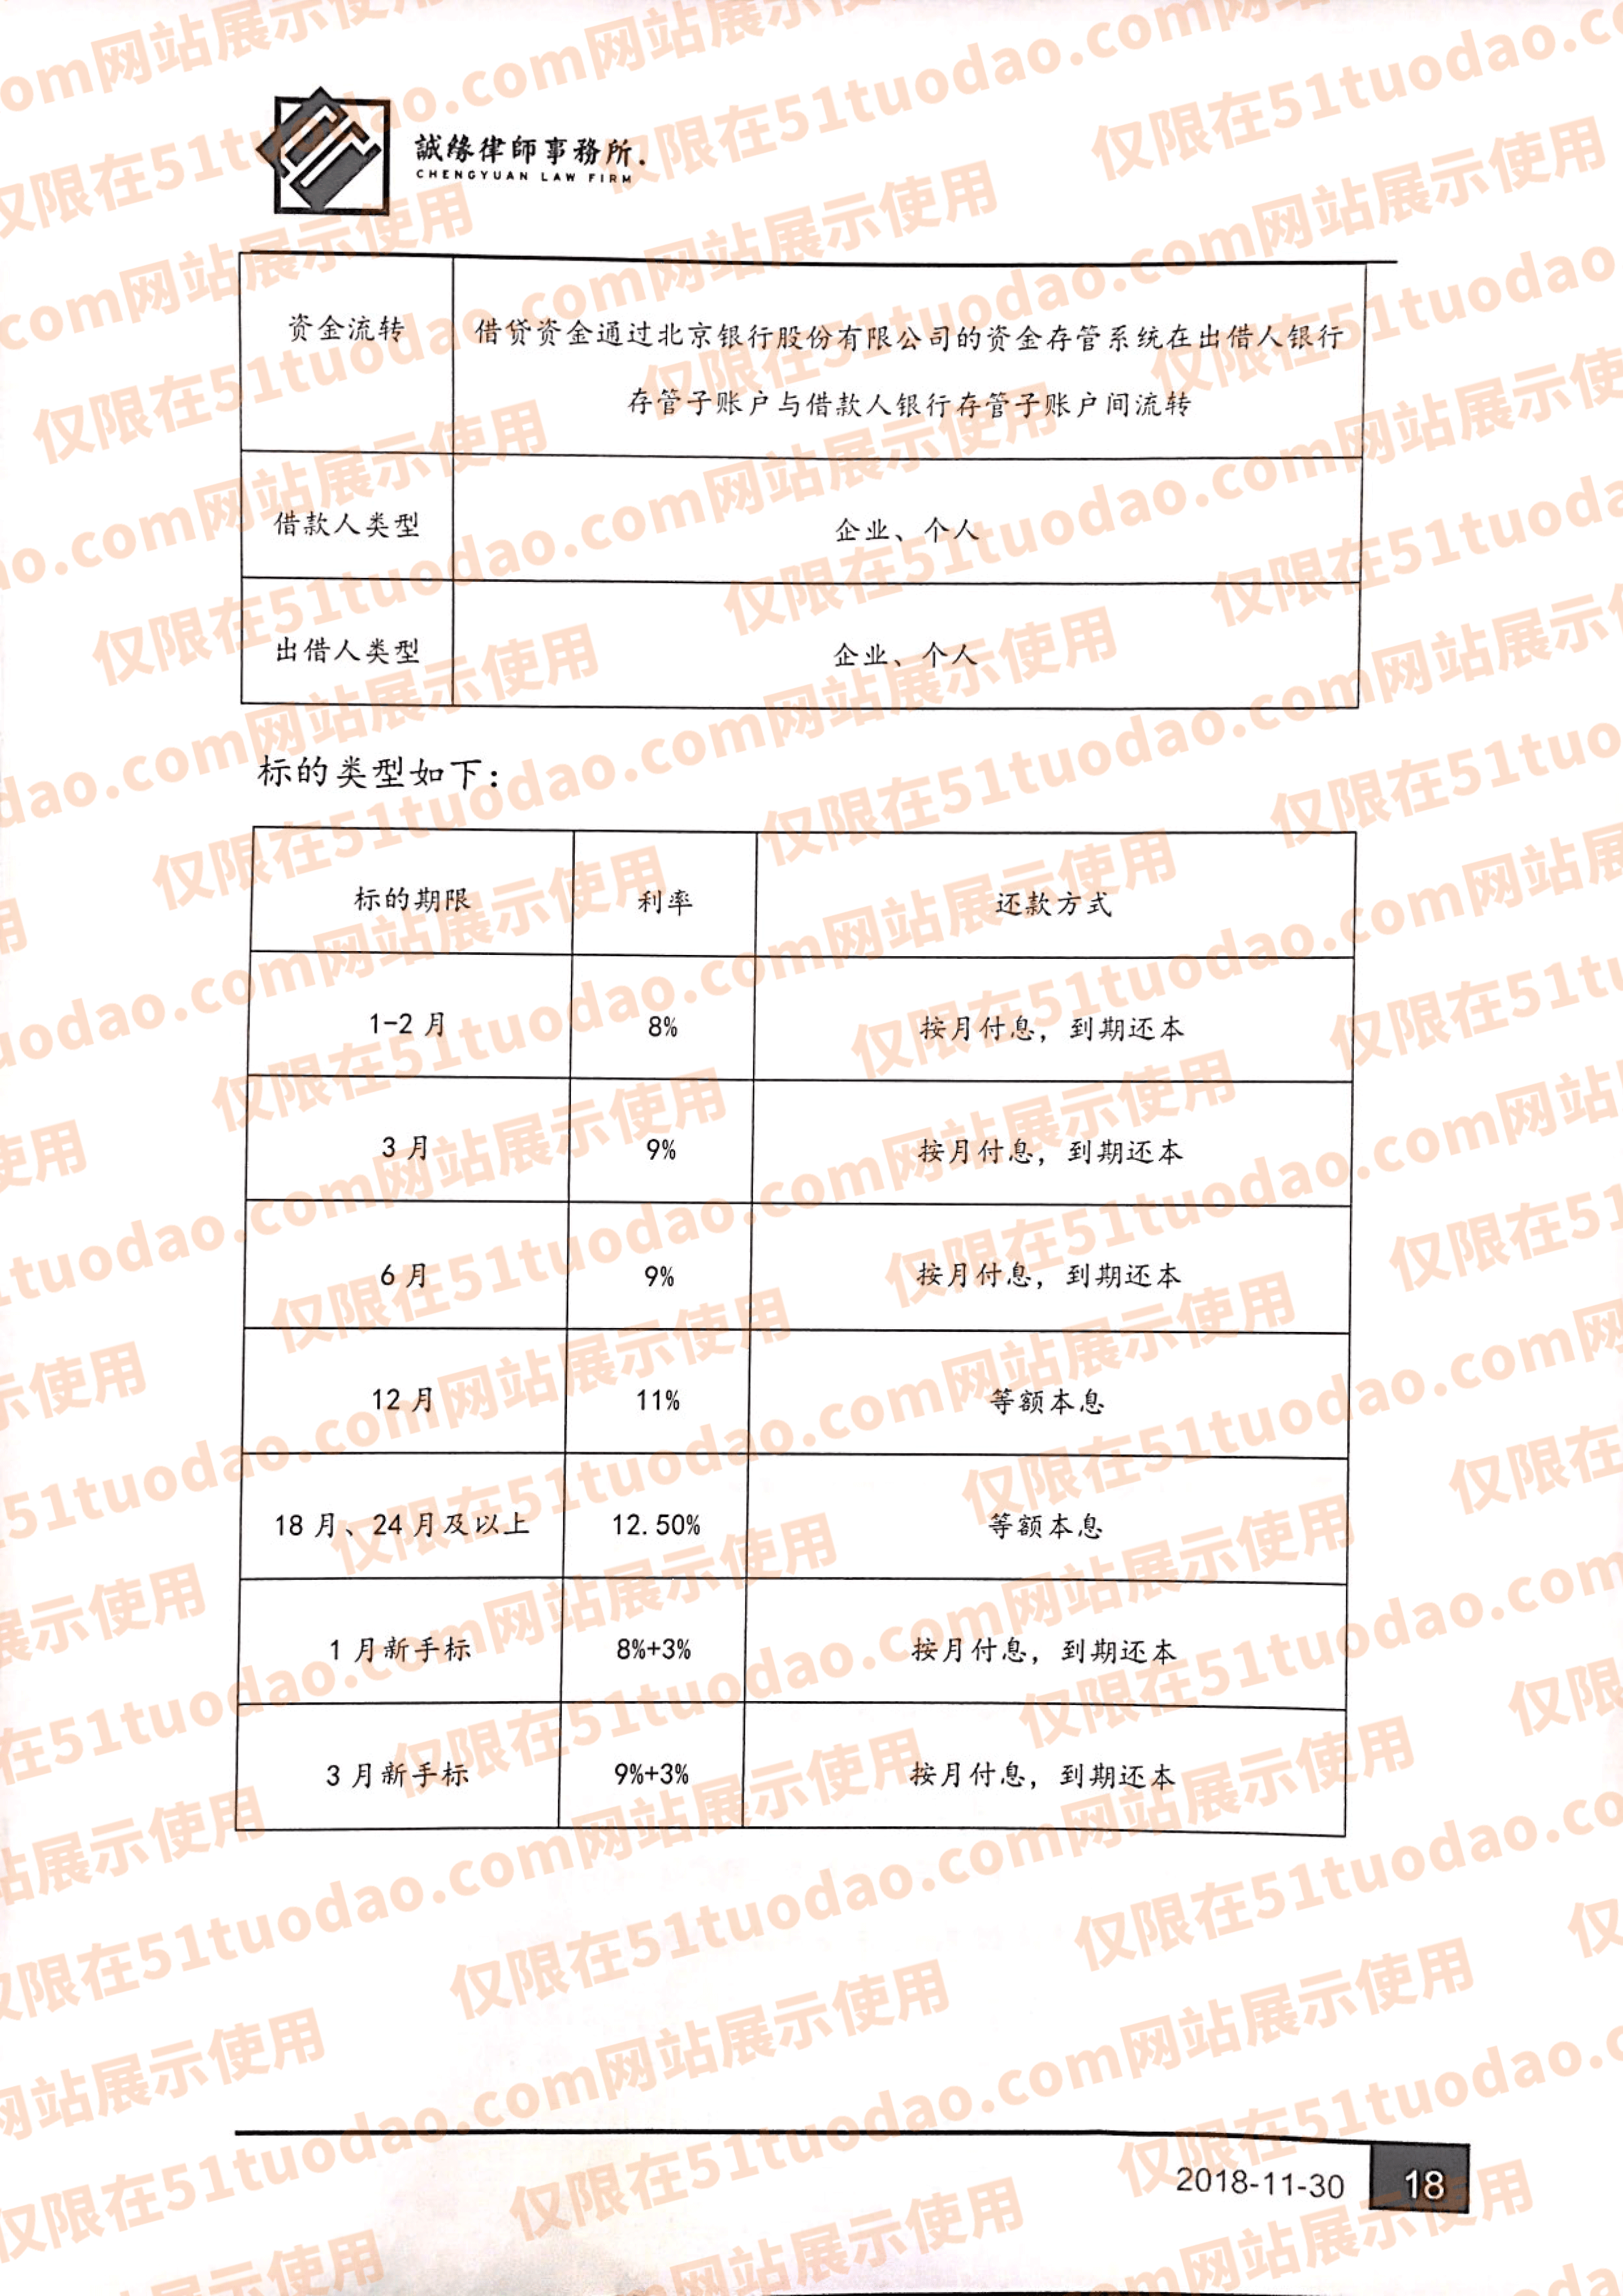 誠緣律師事務所.
CHENGYUAN LAW FIRM
资金流转
借贷资金通过北京银行股份有限公司的资金存管系统在出借人银行
存管子账户与借款人银行存管子账户间流转
借款人类型 企业、个人
出借人类型 企业、个人
标的类型如下：
标的期限 利率 还款方式
1-2 月 8% 按月付息，到期还本
3 月 9% 按月付息，到期还本
6 月 9% 按月付息，到期还本
12 月 11% 等额本息
18 月、24 月及以上 12.50% 等额本息
1 月新手标 8%+3% 按月付息，到期还本
3 月新手标 9%+3% 按月付息，到期还本
2018-11-30 18
仅限在51tuodao.com网站展示使用